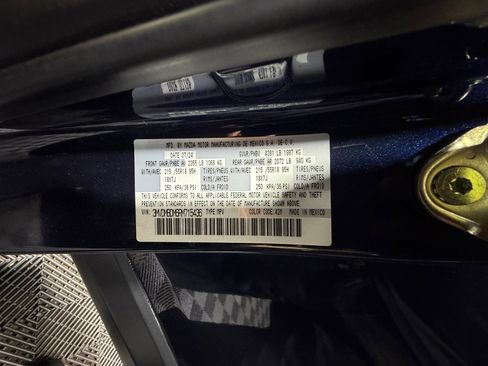 MFD. BY MAZDA MOTOR MANUFACTURING DE MEXICO S.A. DE C.V.
DATE 07/24 GVWR/PNBV 4381 LB 1987 KG
FRONT GAWR/PNBE AV 2355 LB 1068 KG REAR GAWR/PNBE AR 2072 LB 940 KG
WITH/AVEC 215/55R18 95H TIRES/PNEUS WITH/AVEC 215/55R18 95H TIRES/PNEUS
18X7J RIMS/JANTES 18X7J RIMS/JANTES
250 KPA/36 PSI COLD/A FROID 250 KPA/36 PSI COLD/A FROID
THIS VEHICLE CONFORMS TO ALL APPLICABLE FEDERAL MOTOR VEHICLE SAFETY
AND THEFT PREVENTION STANDARDS IN EFFECT ON THE DATE OF MANUFACTURE
SHOWN ABOVE.
VIN: TYPE: MPV COLOR CODE: 42M MADE IN MEXICO